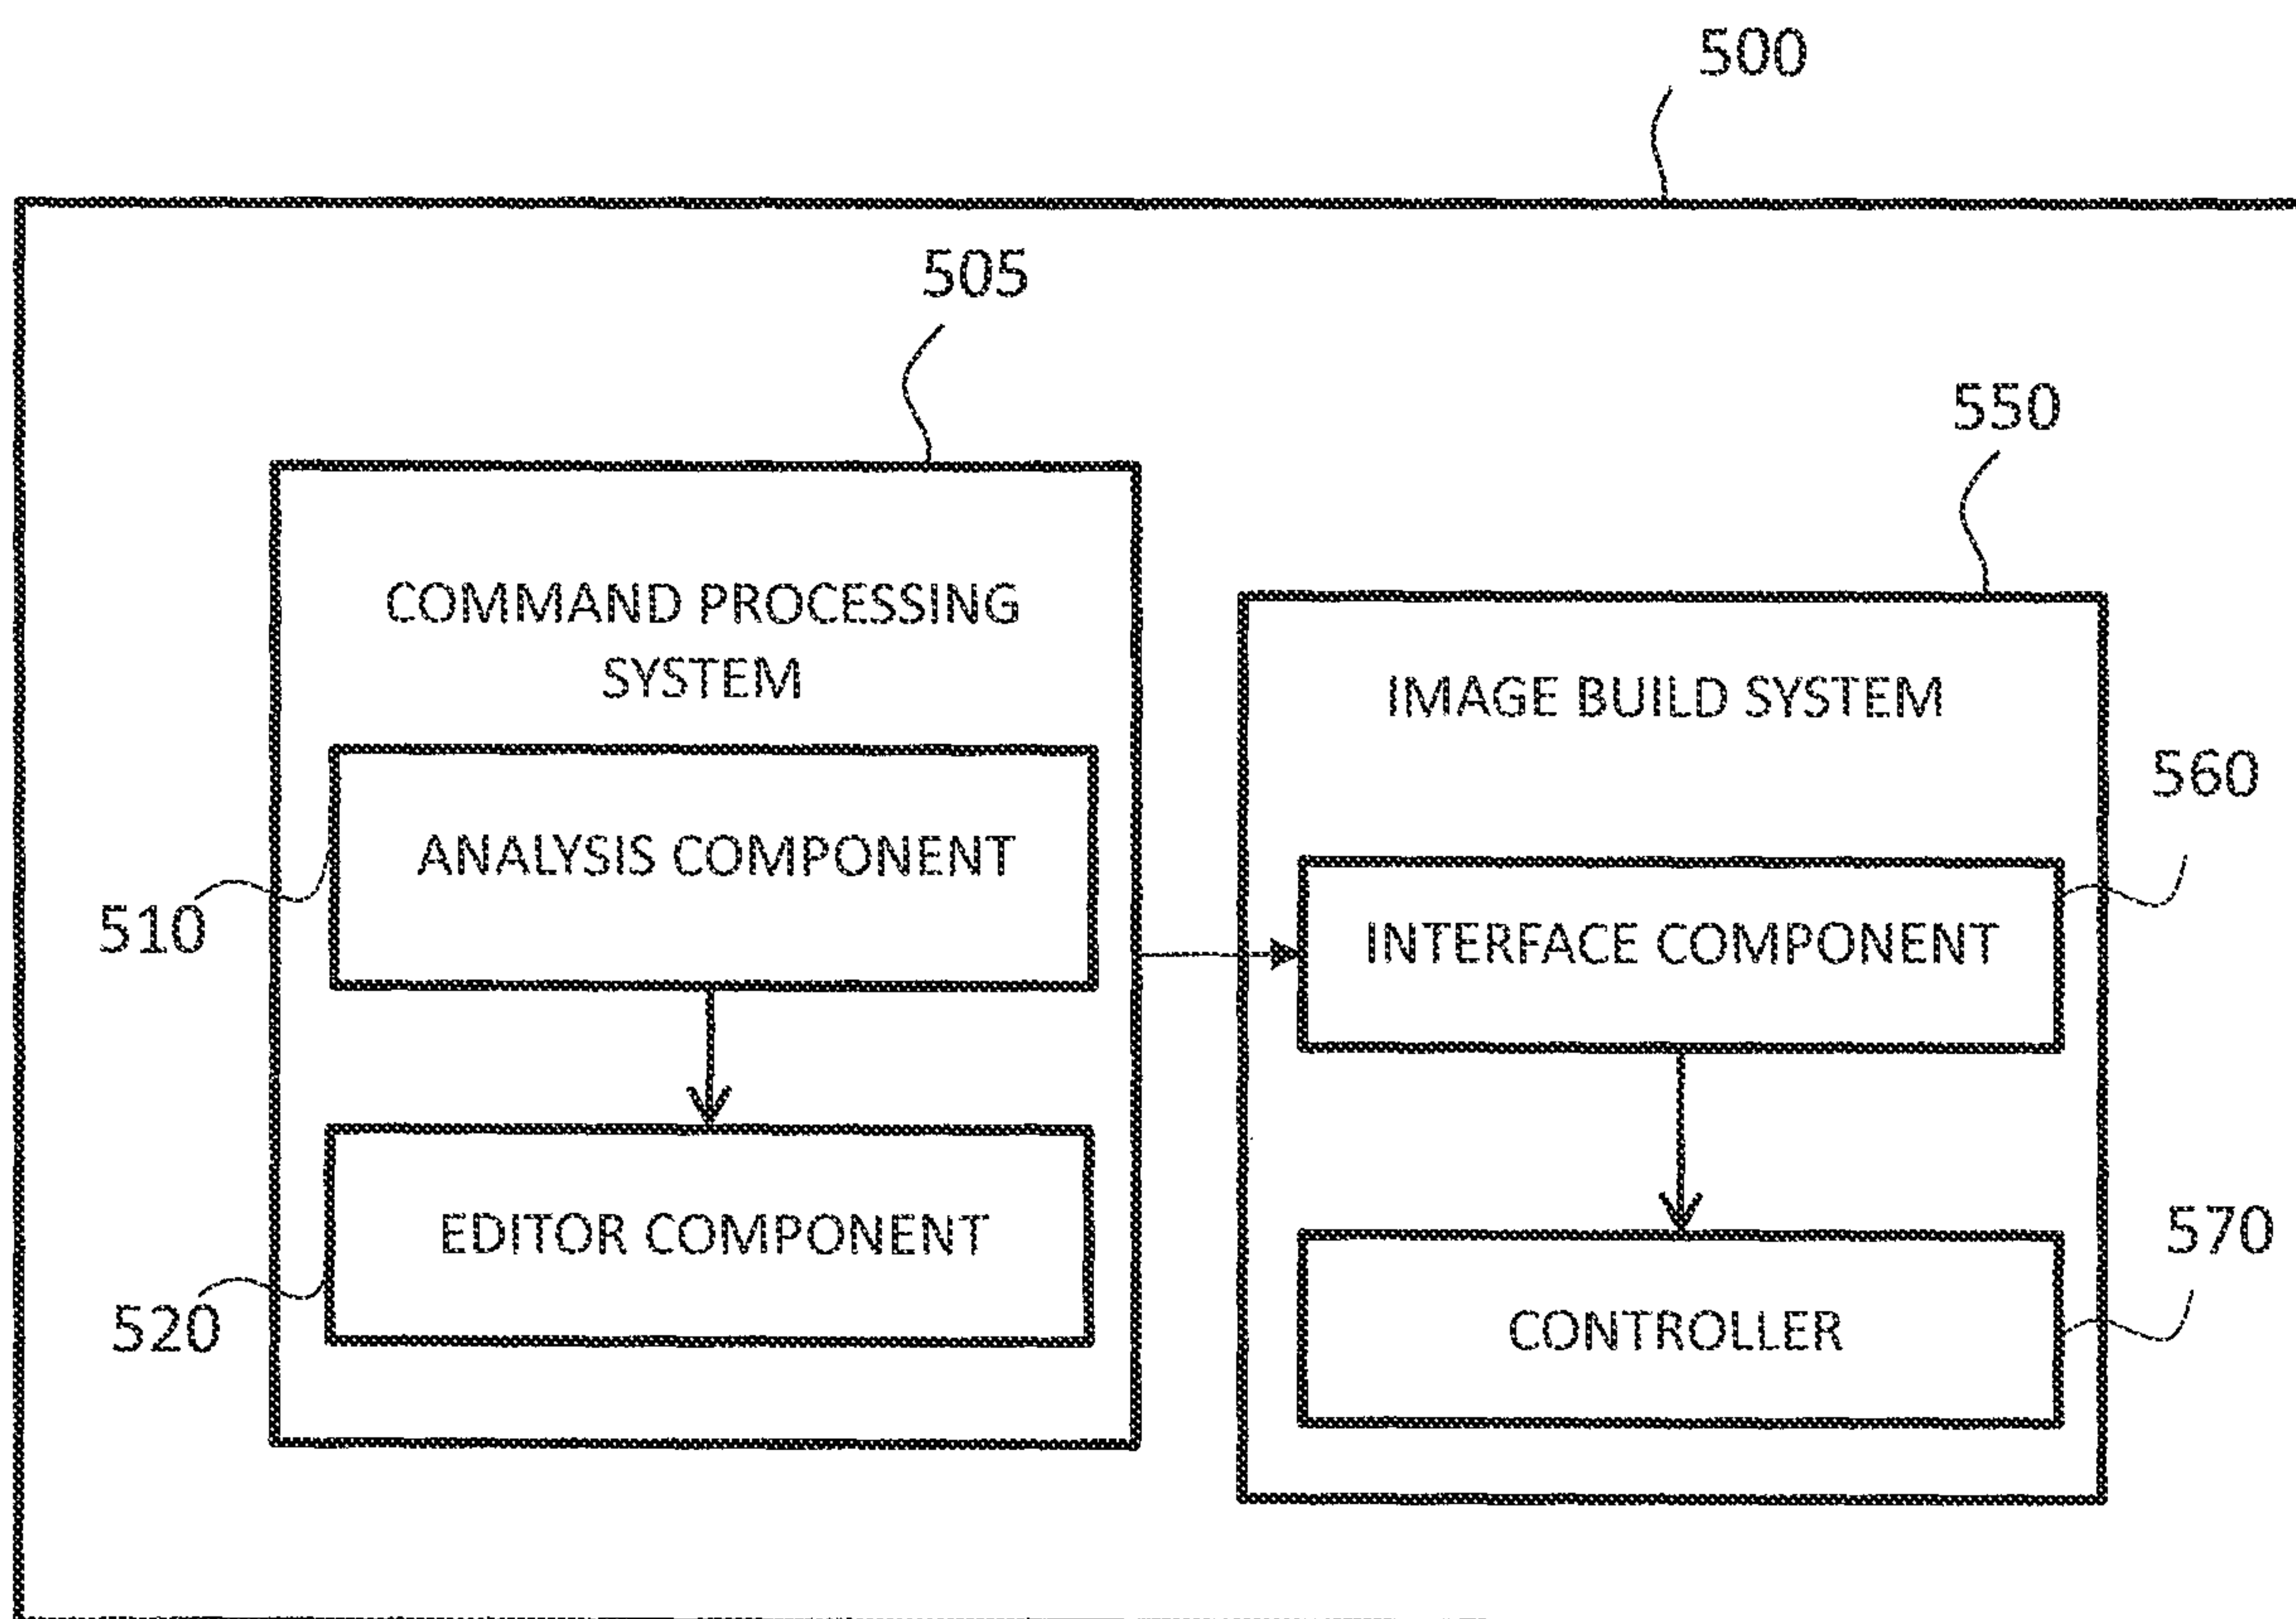 500
505
550
COMMAND PROCESSING
SYSTEM
IMAGE BUILD SYSTEM
560
ANALYSIS COMPONENT
510
INTERFACE COMPONENT
EDITOR COMPONENT
570
520
CONTROLLER